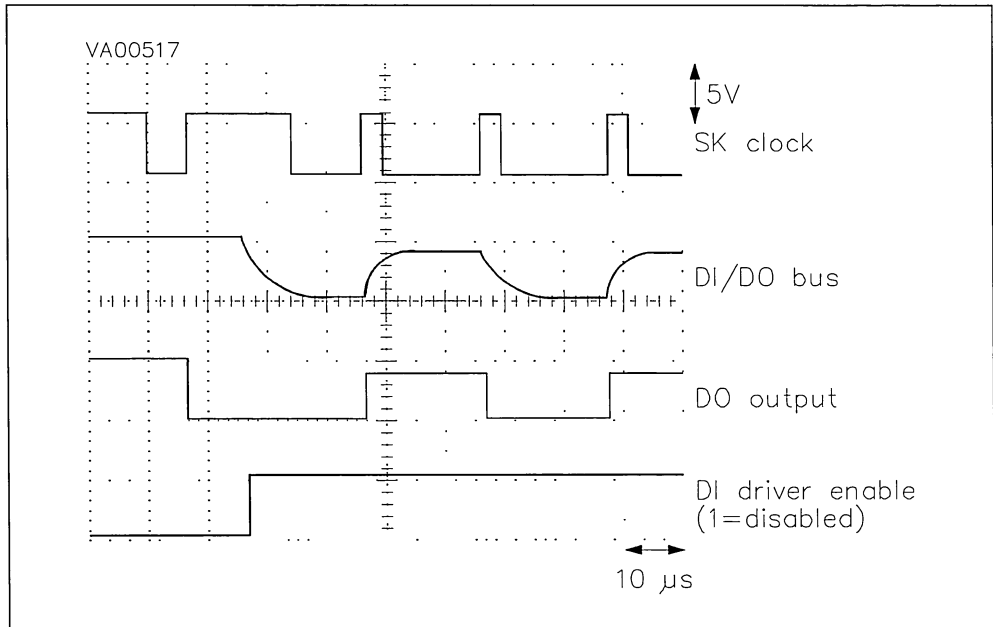 VA00517
5V
SK clock
DI/DO bus
DO output
DI driver enable
(1=disabled)
10 µs